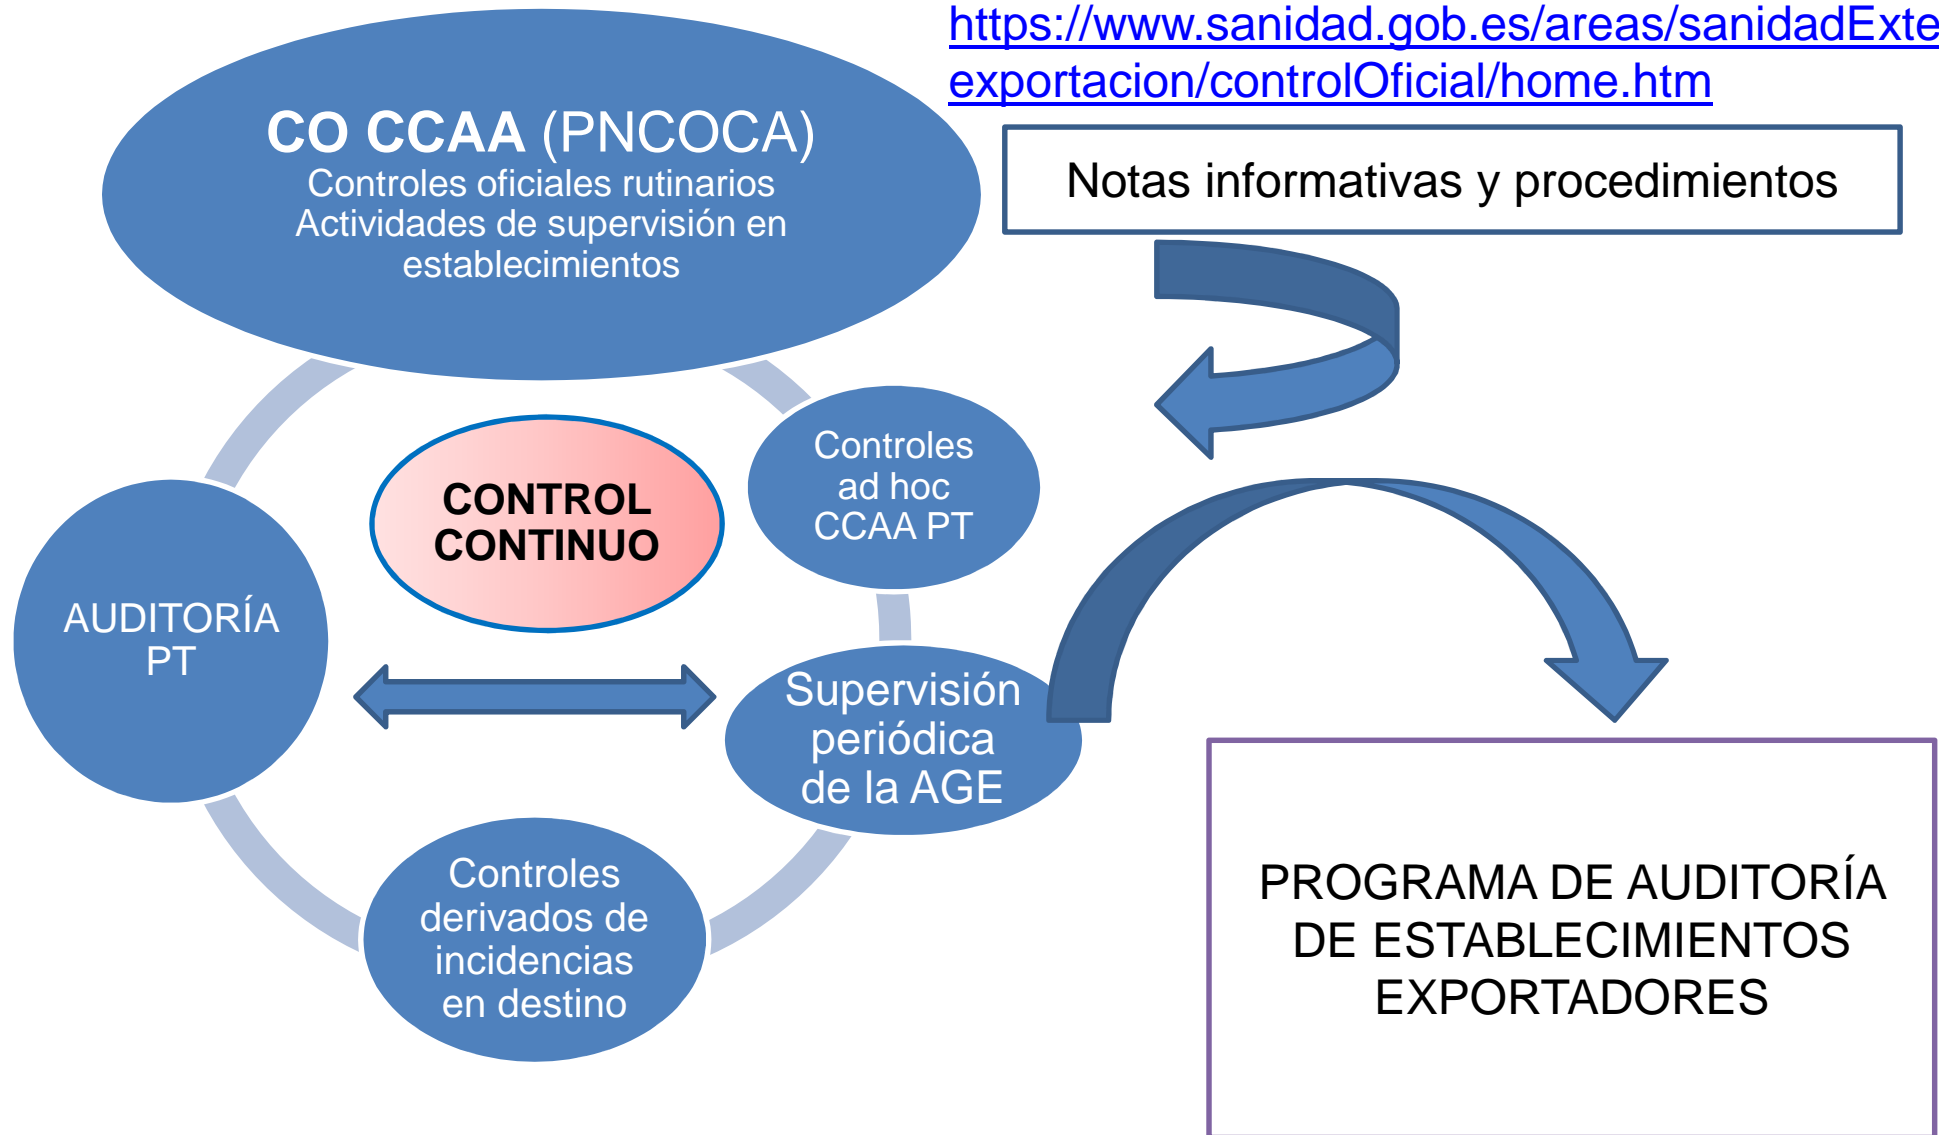 https://www.sanidad.gob.es/areas/sanidadExte
exportacion/controlOficial/home.htm
CO CCAA (PNCOCA)
Controles oficiales rutinarios
Actividades de supervisión en
establecimientos
Notas informativas y procedimientos
Controles
ad hoc
CCAA PT
CONTROL
CONTINUO
AUDITORÍA
PT
Supervisión
periódica
de la AGE
Controles
derivados de
incidencias
en destino
PROGRAMA DE AUDITORÍA
DE ESTABLECIMIENTOS
EXPORTADORES